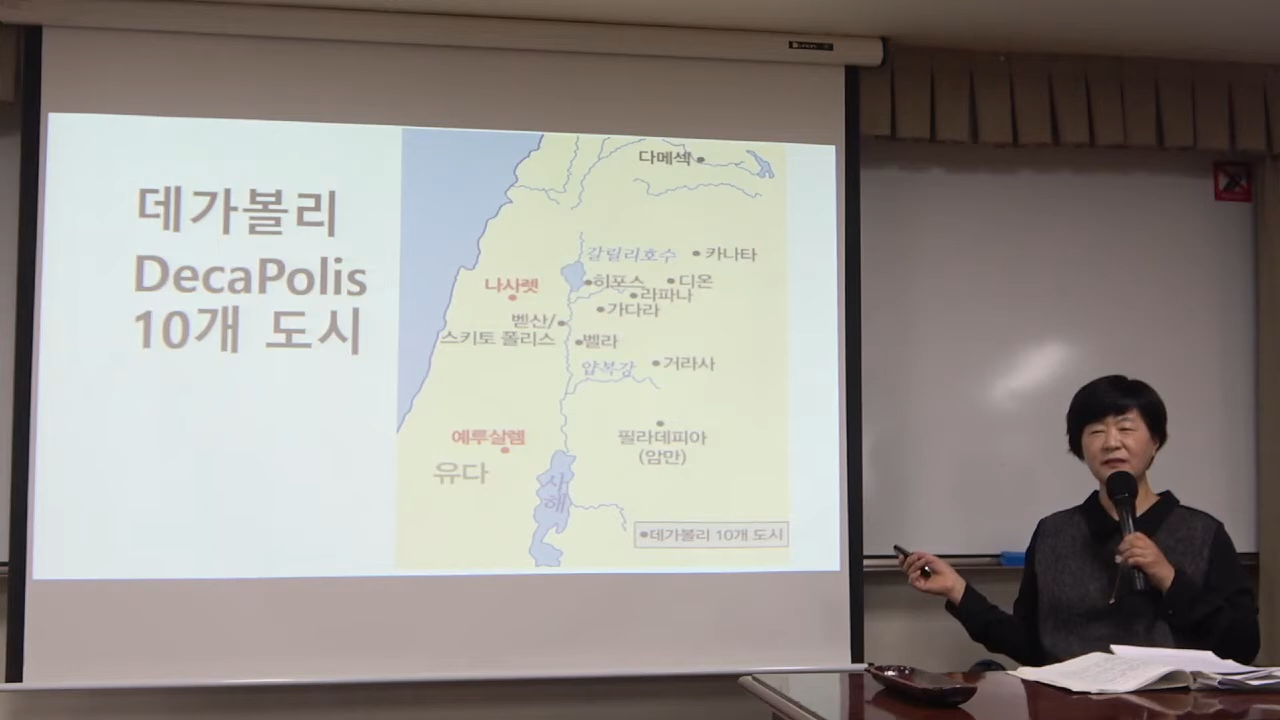 데가볼리
DecaPolis
10개 도시
다메섹
갈릴리호수
카나타
나사렛
히포스
디온
라파나
가다라
벧산/
스키토 폴리스
벨라
얍복강
거라사
예루살렘
필라데피아
(암만)
유다
사
해
데가볼리 10개 도시